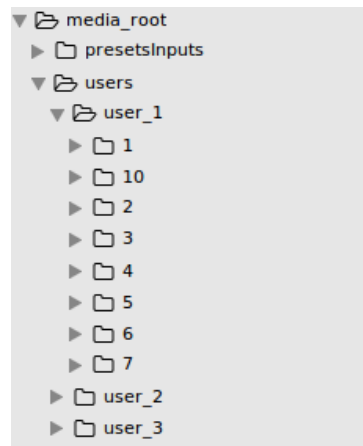 media_root
presetsInputs
users
user_1
1
10
2
3
4
5
6
7
user_2
user_3